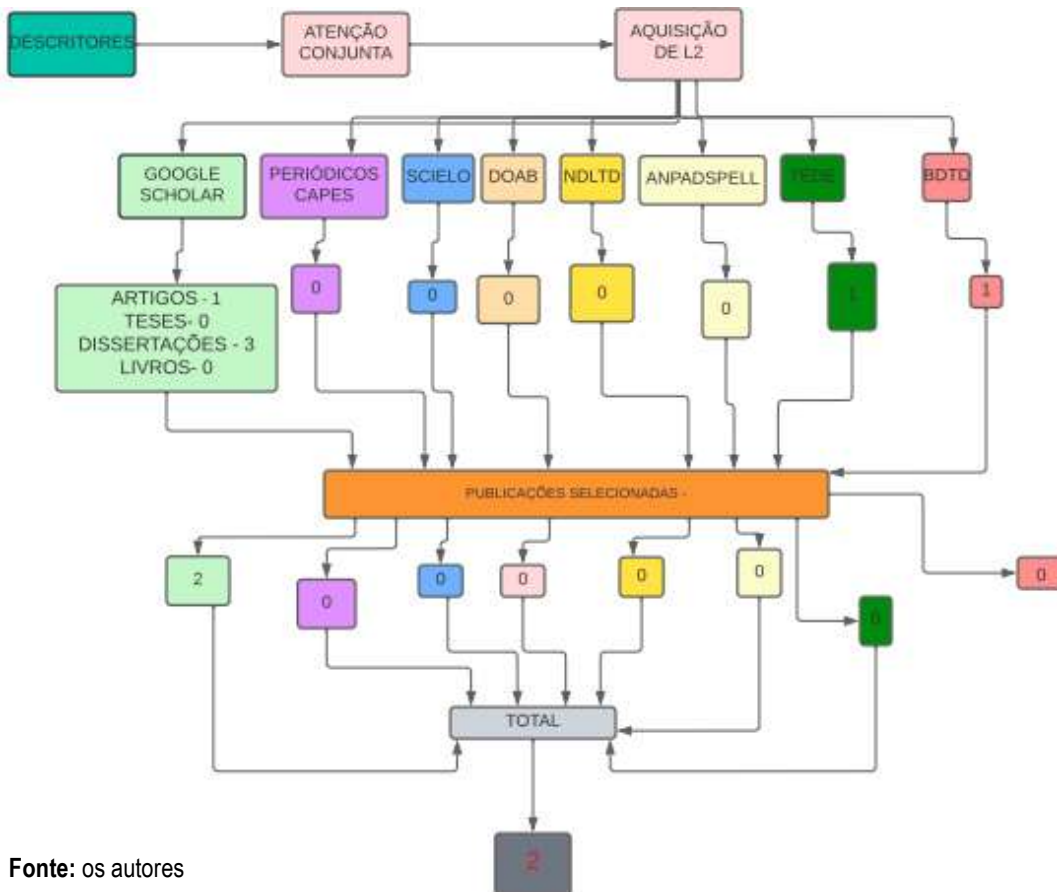 DESCRITORES
ATENÇÃO
CONJUNTA
AQUISIÇÃO
DE L2
GOOGLE
SCHOLAR
PERIÓDICOS
CAPES
SCIELO
DOAB
NDLTD
ANPADSPELL
TEDE
BDTD
ARTIGOS - 1
TESES- 0
DISSERTAÇÕES - 3
LIVROS- 0
0
0
0
0
0
1
1
PUBLICAÇÕES SELECIONADAS -
2
0
0
0
0
0
0
0
TOTAL
2
Fonte: os autores